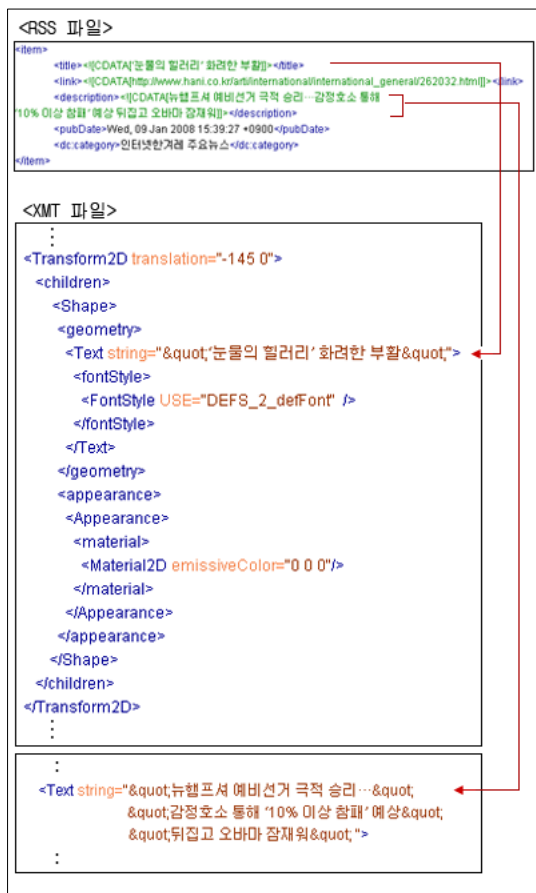 <RSS 파일>
<item>
<title><![CDATA['눈물의 힐러리' 화려한 부활]]></title>
<link><![CDATA[http://www.hani.co.kr/arti/international/international_general/262032.html]]></link>
<description><![CDATA[뉴햄프셔 예비선거 극적 승리…감정호소 통해
'10% 이상 참패' 예상 뒤집고 오바마 잠재워]]></description>
<pubDate>Wed, 09 Jan 2008 15:39:27 +0900</pubDate>
<dc:category>인터넷한겨레 주요뉴스</dc:category>
</item>
<XMT 파일>
:
<Transform2D translation="-145 0">
<children>
<Shape>
<geometry>
<Text string="&quot;'눈물의 힐러리' 화려한 부활&quot;">
<fontStyle>
<FontStyle USE="DEFS_2_defFont" />
</fontStyle>
</Text>
</geometry>
<appearance>
<Appearance>
<material>
<Material2D emissiveColor="0 0 0"/>
</material>
</Appearance>
</appearance>
</Shape>
</children>
</Transform2D>
:
:
<Text string="&quot;뉴햄프셔 예비선거 극적 승리…&quot;
&quot;감정호소 통해 '10% 이상 참패' 예상&quot;
&quot;뒤집고 오바마 잠재워&quot;">
: